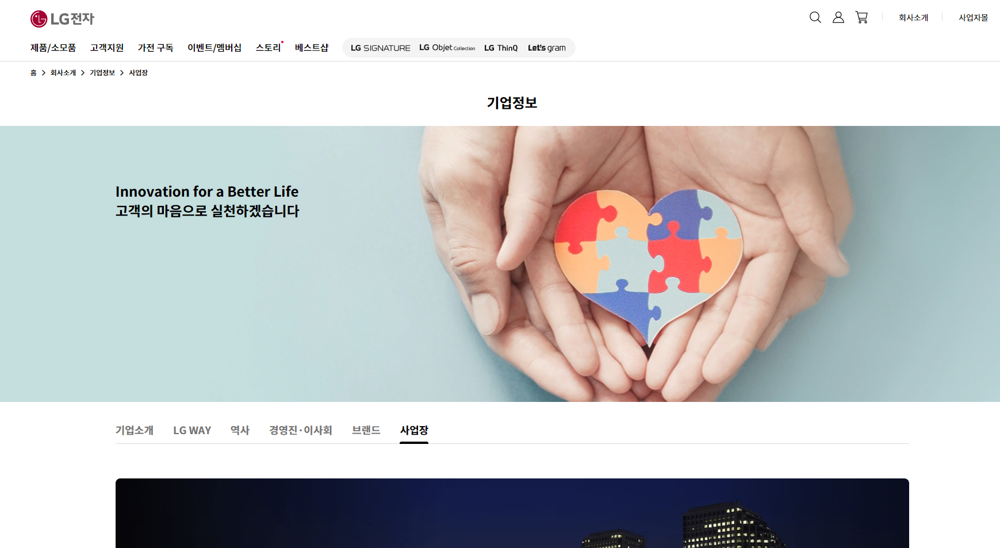 LG전자
회사소개
사업자몰
제품/소모품 고객지원 가전 구독 이벤트/멤버십 스토리 베스트샵 LG SIGNATURE LG Objet Collection LG ThinQ Let's gram
홈 > 회사소개 > 기업정보 > 사업장
기업정보
Innovation for a Better Life
고객의 마음으로 실천하겠습니다
기업소개 LG WAY 역사 경영진·이사회 브랜드 사업장